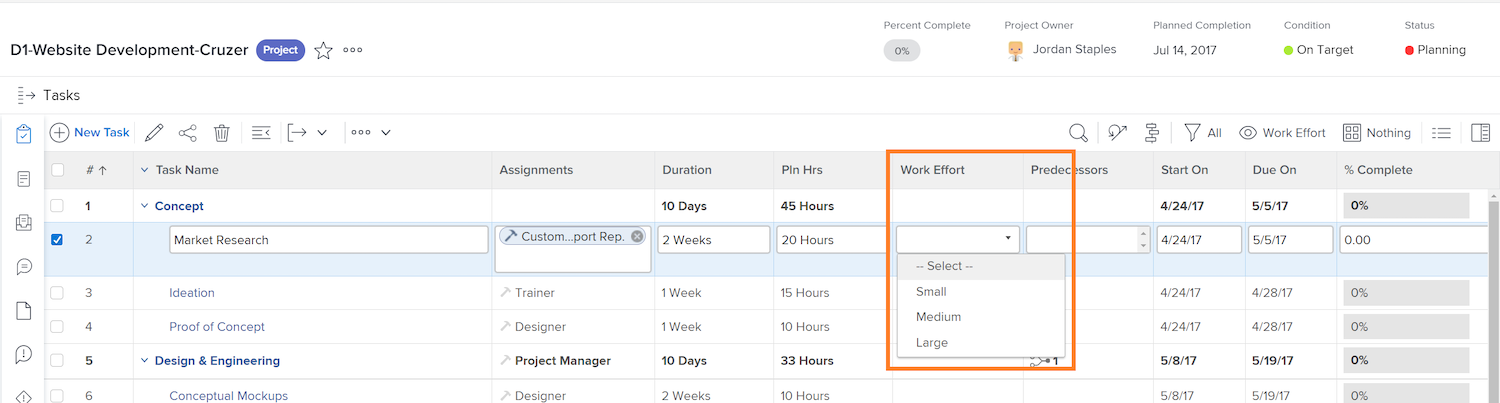 Percent Complete Project Owner Planned Completion Condition Status
D1-Website Development-Cruzer Project
0% Jordan Staples Jul 14, 2017 On Target Planning
Tasks
New Task All Work Effort Nothing
# Task Name Assignments Duration Pln Hrs Work Effort Predecessors Start On Due On % Complete
1 Concept 10 Days 45 Hours 4/24/17 5/5/17 0%
2 Market Research Custom...port Rep. 2 Weeks 20 Hours 4/24/17 5/5/17 0.00
-- Select --
Small
3 Ideation Trainer 1 Week 15 Hours 4/24/17 4/28/17 0%
Medium
4 Proof of Concept Designer 1 Week 10 Hours 4/24/17 4/28/17 0%
Large
5 Design & Engineering Project Manager 10 Days 33 Hours 1 5/8/17 5/19/17 0%
6 Conceptual Mockups Designer 2 Weeks 10 Hours 5/8/17 5/19/17 0%